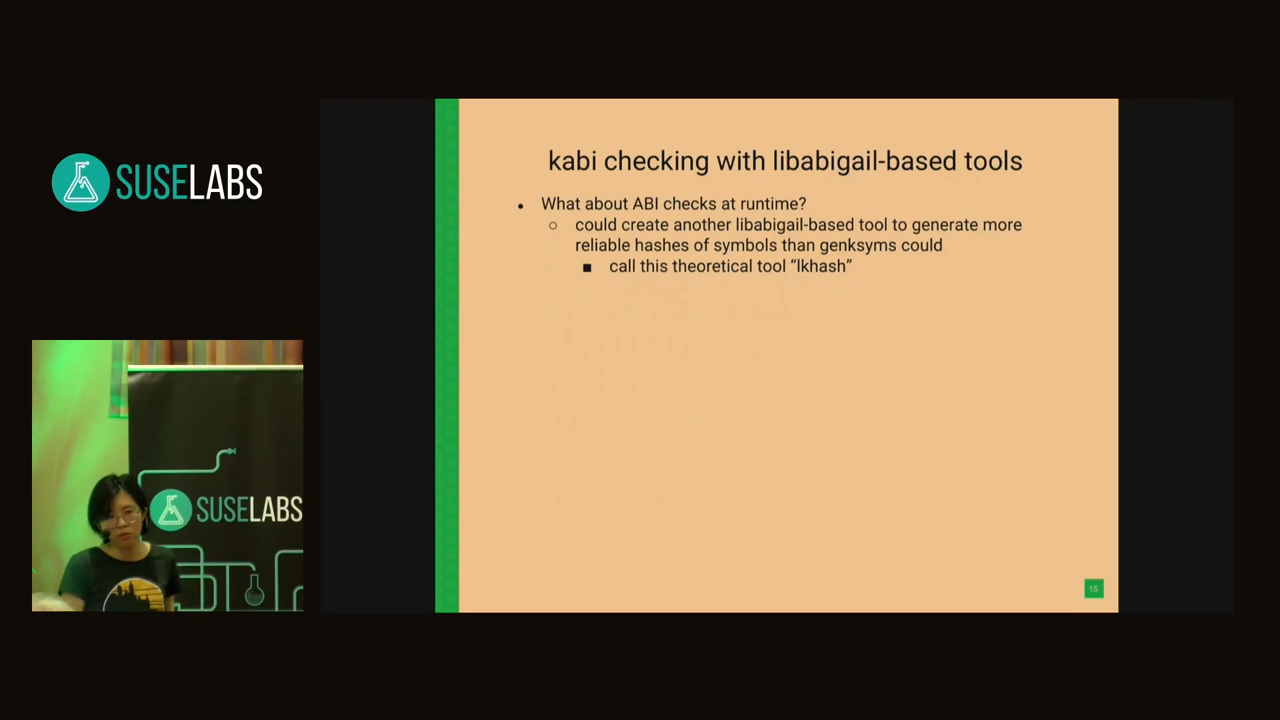 SUSELABS
kabi checking with libabigail-based tools
What about ABI checks at runtime?
could create another libabigail-based tool to generate more
reliable hashes of symbols than genksyms could
call this theoretical tool “lkhash”
SUSELABS
15